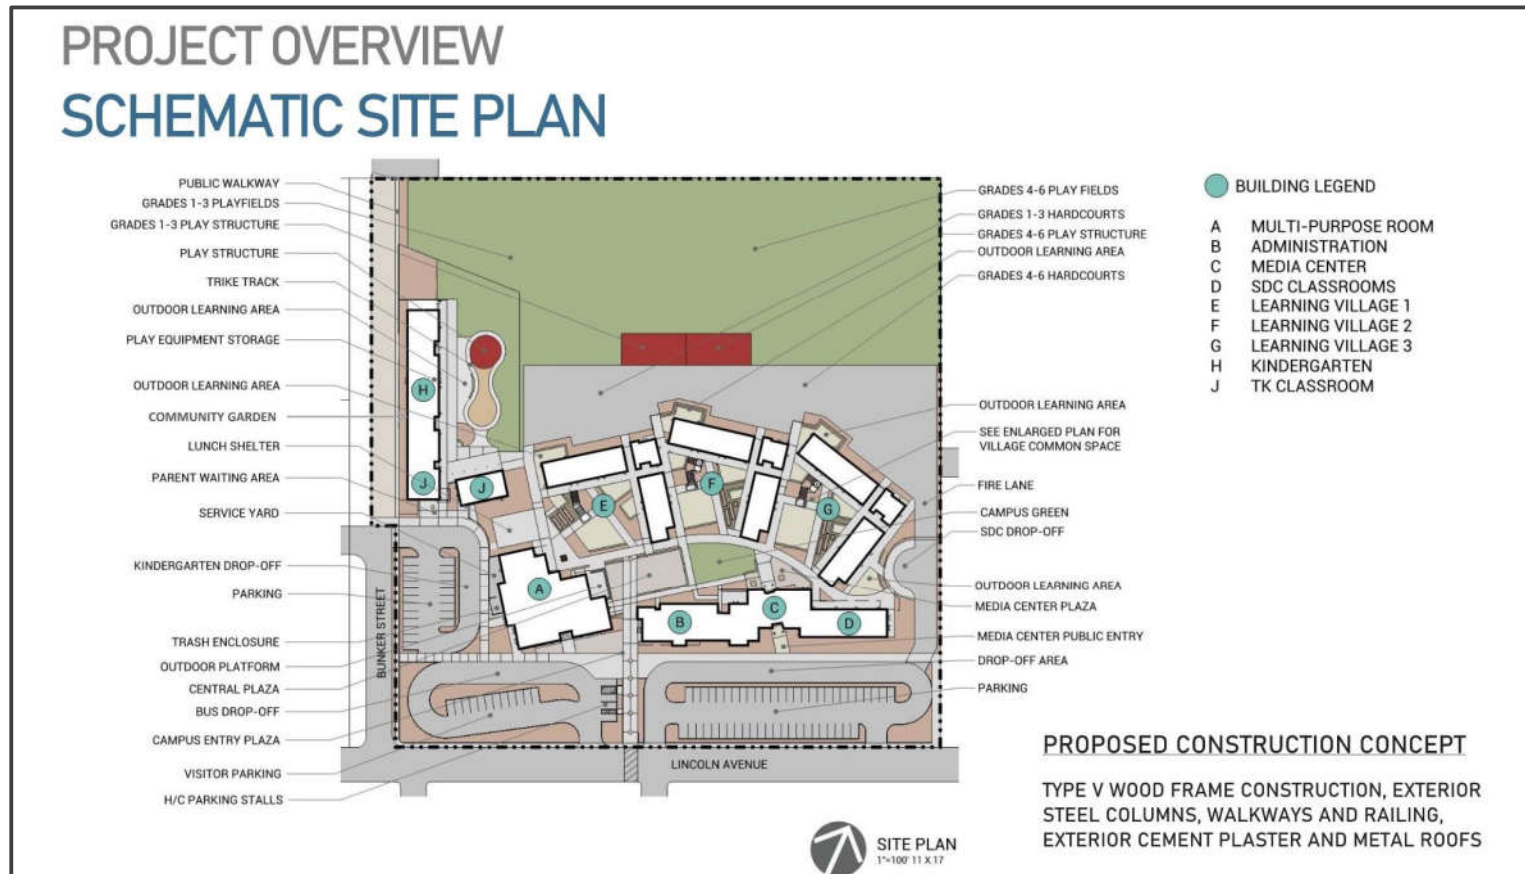 PROJECT OVERVIEW
SCHEMATIC SITE PLAN
PUBLIC WALKWAY
GRADES 1-3 PLAYFIELDS
GRADES 1-3 PLAY STRUCTURE
PLAY STRUCTURE
TRIKE TRACK
OUTDOOR LEARNING AREA
PLAY EQUIPMENT STORAGE
OUTDOOR LEARNING AREA
COMMUNITY GARDEN
LUNCH SHELTER
PARENT WAITING AREA
SERVICE YARD
KINDERGARTEN DROP-OFF
PARKING
TRASH ENCLOSURE
OUTDOOR PLATFORM
CENTRAL PLAZA
BUS DROP-OFF
CAMPUS ENTRY PLAZA
VISITOR PARKING
H/C PARKING STALLS
H
J
J
E
F
G
A
B
C
D
BUNKER STREET
LINCOLN AVENUE
GRADES 4-6 PLAY FIELDS
GRADES 1-3 HARDCOURTS
GRADES 4-6 PLAY STRUCTURE
OUTDOOR LEARNING AREA
GRADES 4-6 HARDCOURTS
OUTDOOR LEARNING AREA
SEE ENLARGED PLAN FOR
VILLAGE COMMON SPACE
FIRE LANE
CAMPUS GREEN
SDC DROP-OFF
OUTDOOR LEARNING AREA
MEDIA CENTER PLAZA
MEDIA CENTER PUBLIC ENTRY
DROP-OFF AREA
PARKING
BUILDING LEGEND
A MULTI-PURPOSE ROOM
B ADMINISTRATION
C MEDIA CENTER
D SDC CLASSROOMS
E LEARNING VILLAGE 1
F LEARNING VILLAGE 2
G LEARNING VILLAGE 3
H KINDERGARTEN
J TK CLASSROOM
PROPOSED CONSTRUCTION CONCEPT
TYPE V WOOD FRAME CONSTRUCTION, EXTERIOR
STEEL COLUMNS, WALKWAYS AND RAILING,
EXTERIOR CEMENT PLASTER AND METAL ROOFS
SITE PLAN
1"=100' 11 X 17